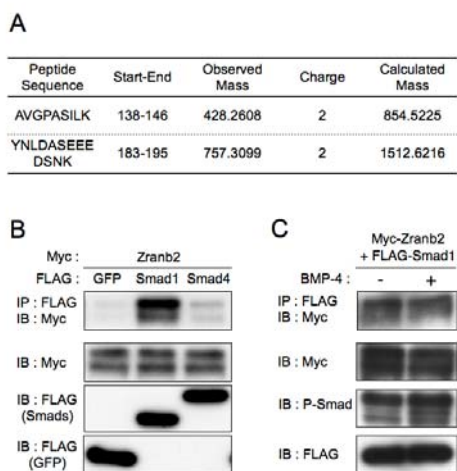 A
Peptide Sequence Start-End Observed Mass Charge Calculated Mass
AVGPASILK 138-146 428.2608 2 854.5225
YNLDASEEE DSNK 183-195 757.3099 2 1512.6216
B
Myc : Zranb2
FLAG : GFP Smad1 Smad4
IP : FLAG
IB : Myc
IB : Myc
IB : FLAG
(Smads)
IB : FLAG
(GFP)
C
Myc-Zranb2
+ FLAG-Smad1
BMP-4 : - +
IP : FLAG
IB : Myc
IB : Myc
IB : P-Smad
IB : FLAG